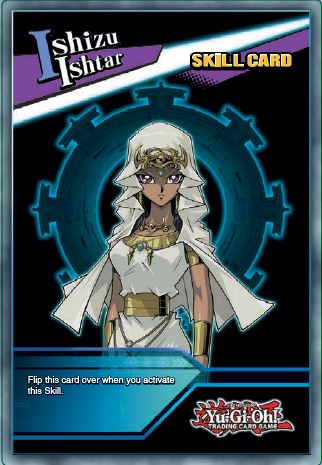 Ishizu
Ishtar
SKILL CARD
Flip this card over when you activate
this Skill.
Yu-Gi-Oh!
TRADING CARD GAME